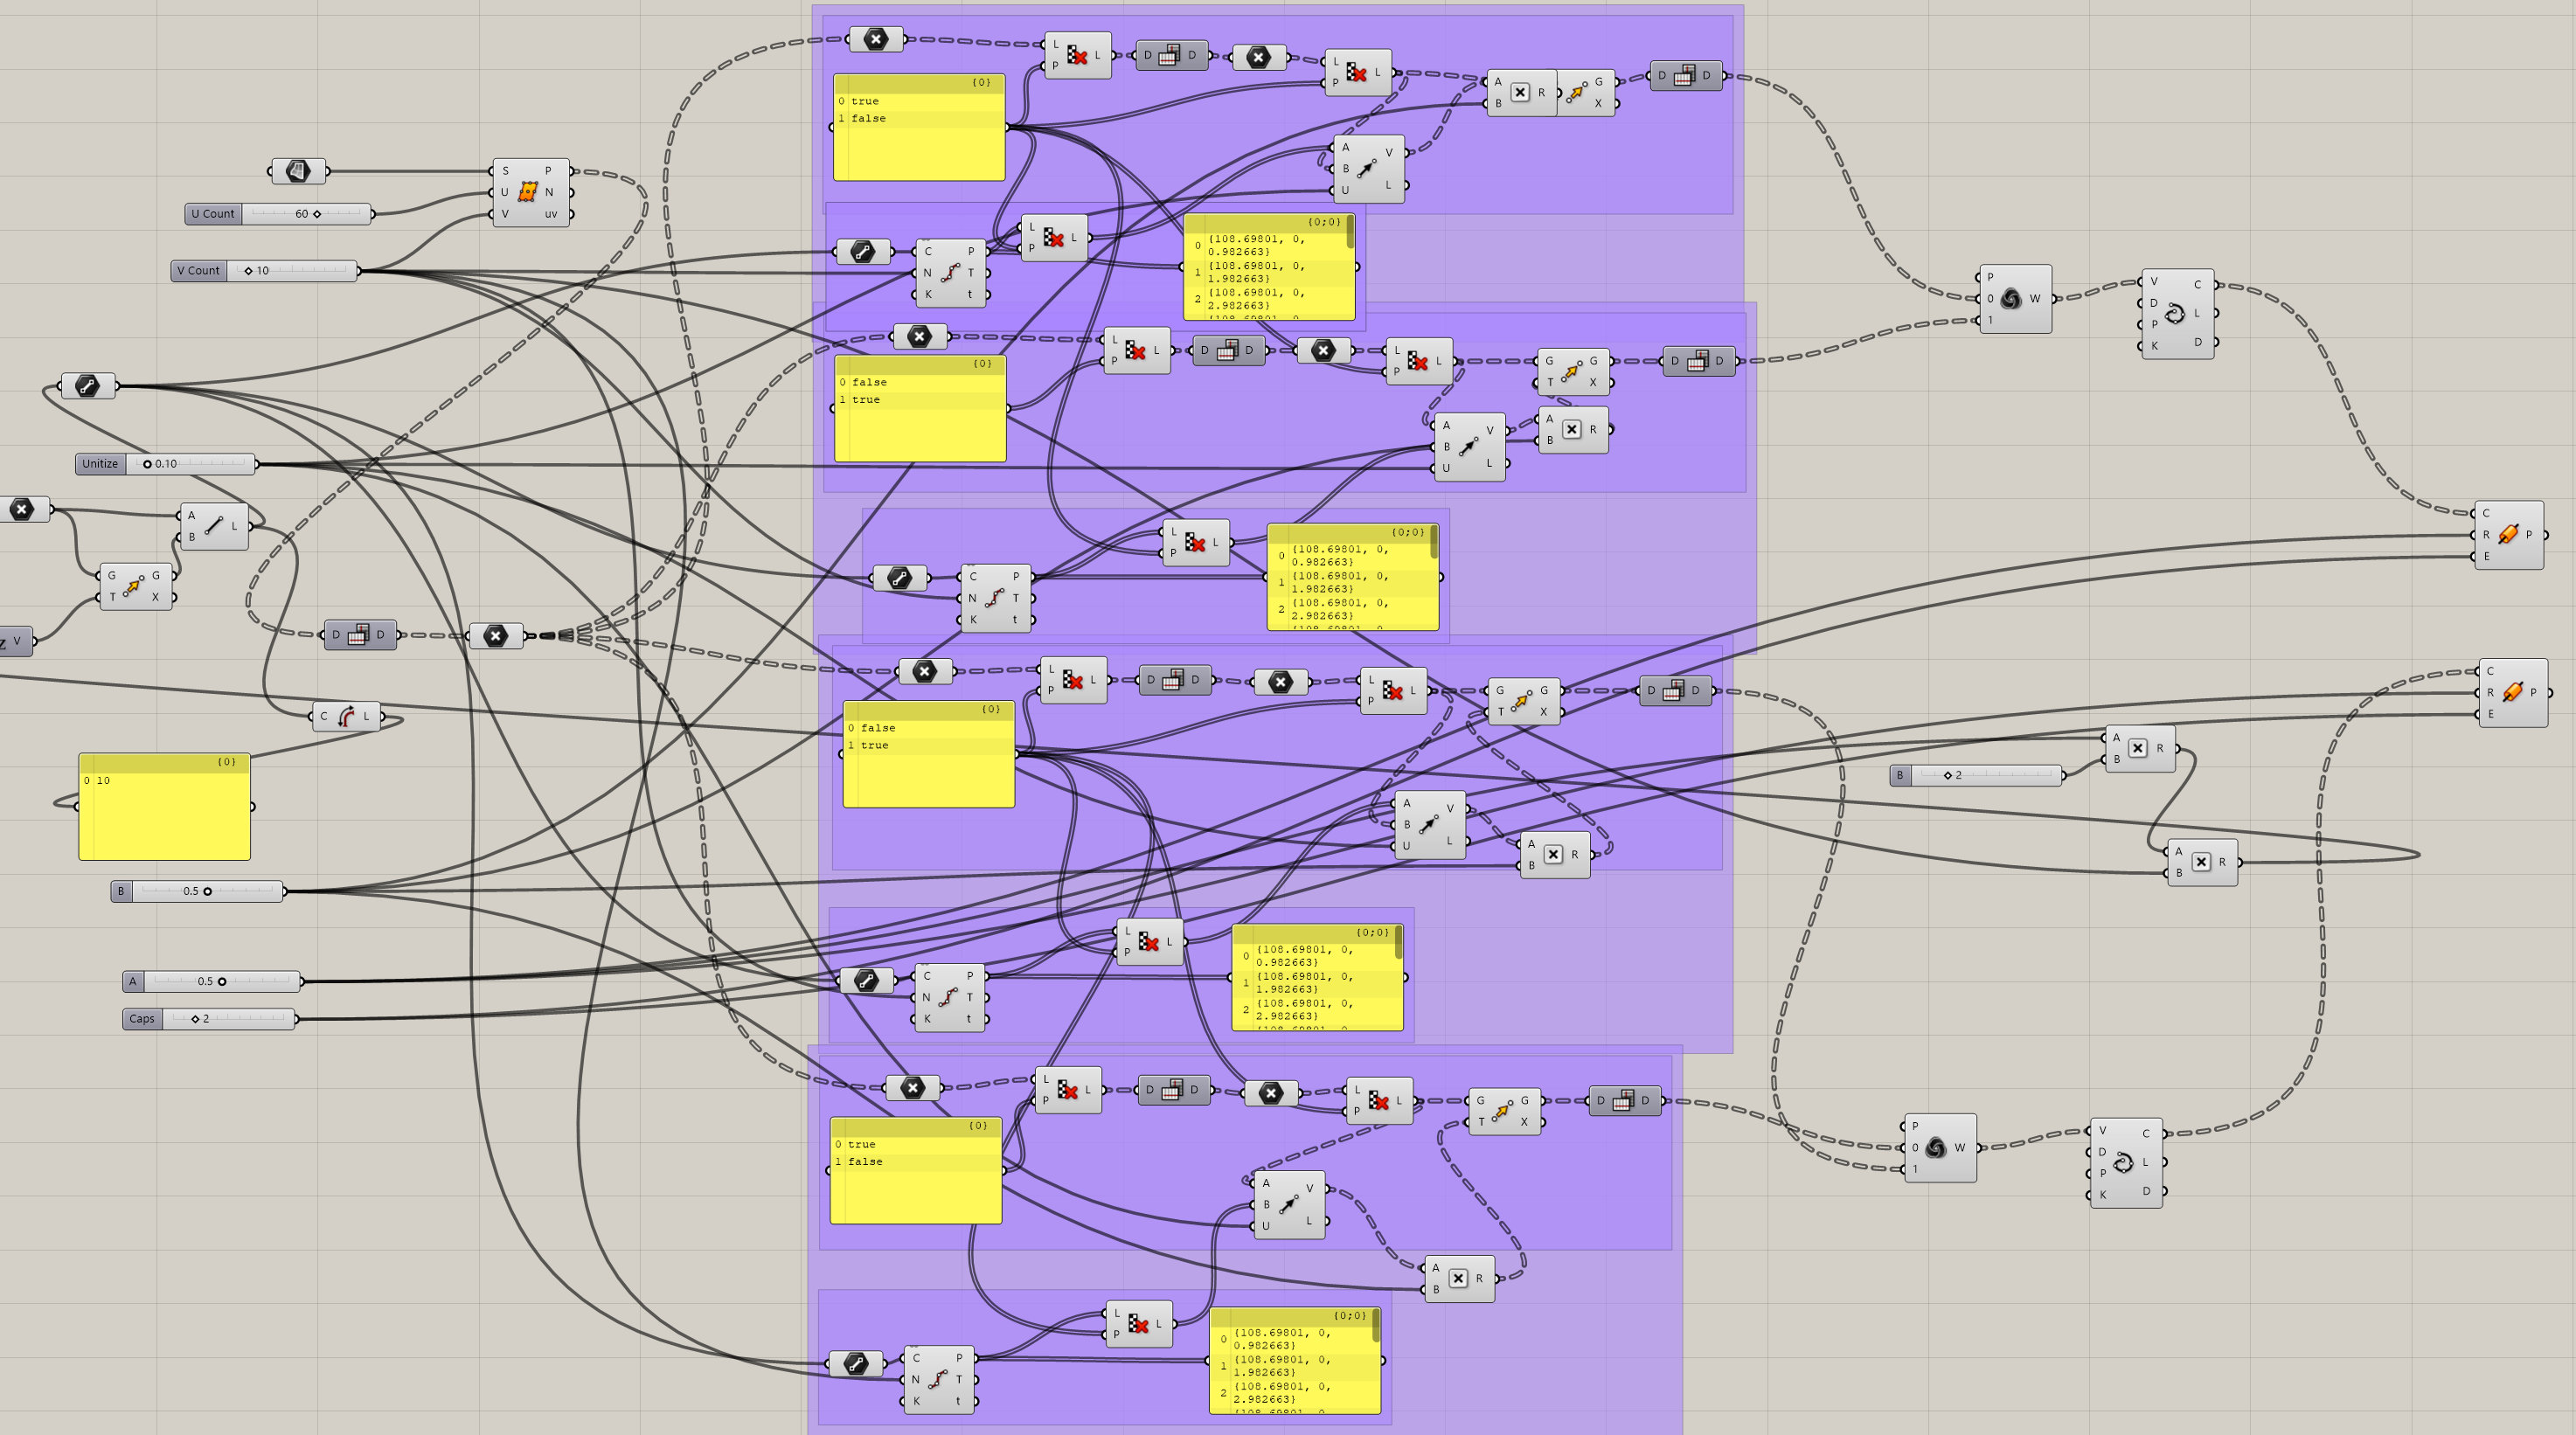 L
P
L
D D
L
P
L
A
B
R
G
X
D D
{0}
0 true
1 false
A
B
U
V
L
S
U
V
P
N
uv
U Count 60
V Count 10
L
P
L
C
N
K
P
T
t
{0;0}
0 {108.69801, 0, 0.982663}
1 {108.69801, 0, 1.982663}
2 {108.69801, 0, 2.982663}
P
0
1
W
V
D
P
K
C
L
D
L
P
L
D D
L
P
L
G
T
G
X
D D
{0}
0 false
1 true
A
B
U
V
L
A
B
R
Unitize 0.10
A
B
L
G
T
G
X
V
D D
C L
L
P
L
C
N
K
P
T
t
{0;0}
0 {108.69801, 0, 0.982663}
1 {108.69801, 0, 1.982663}
2 {108.69801, 0, 2.982663}
C
R
E
P
L
P
L
D D
L
P
L
G
T
G
X
D D
{0}
0 false
1 true
A
B
U
V
L
A
B
R
C
R
E
P
B 2
A
B
R
A
B
R
{0}
0 10
B 0.5
A 0.5
Caps 2
L
P
L
C
N
K
P
T
t
{0;0}
0 {108.69801, 0, 0.982663}
1 {108.69801, 0, 1.982663}
2 {108.69801, 0, 2.982663}
L
P
L
D D
L
P
L
G
T
G
X
D D
{0}
0 true
1 false
A
B
U
V
L
A
B
R
P
0
1
W
V
D
P
K
C
L
D
L
P
L
C
N
K
P
T
t
{0;0}
0 {108.69801, 0, 0.982663}
1 {108.69801, 0, 1.982663}
2 {108.69801, 0, 2.982663}